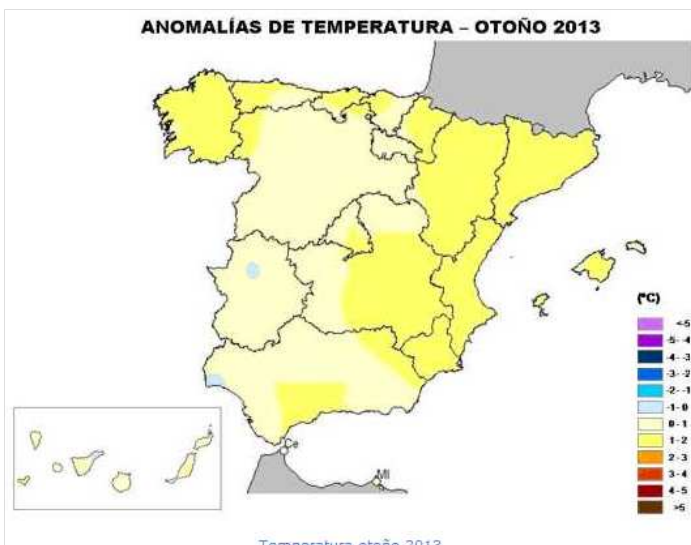 ANOMALÍAS DE TEMPERATURA – OTOÑO 2013
(ºC)
<-5
-5 - -4
-4 - -3
-3 - -2
-2 - -1
-1 - 0
0 - 1
1 - 2
2 - 3
3 - 4
4 - 5
>5
Ce
Ml
Temperatura otoño 2013